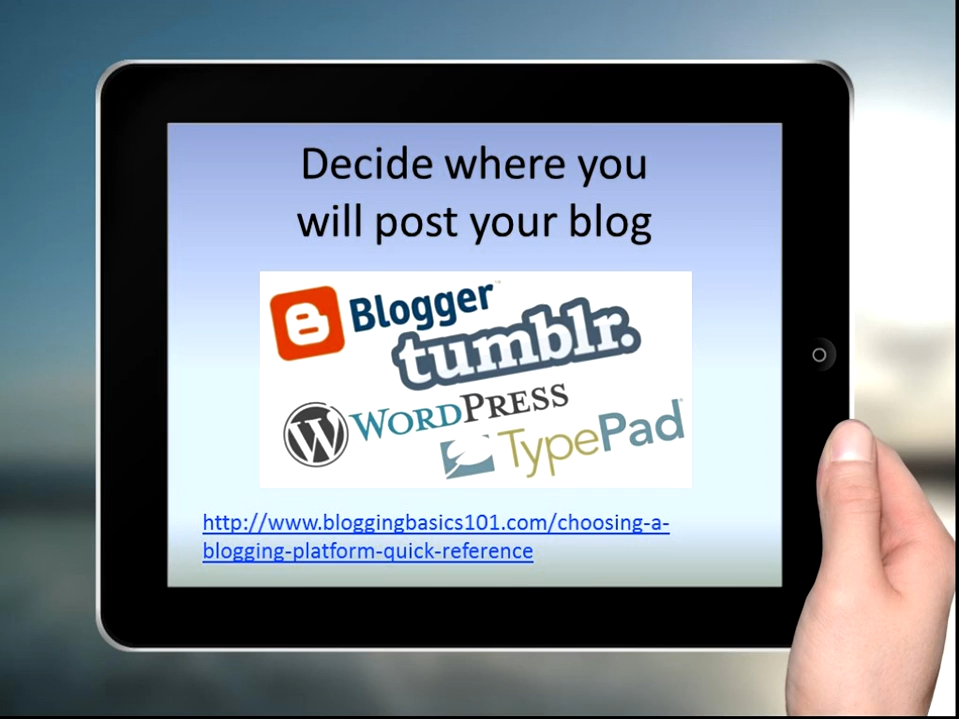 Decide where you
will post your blog
Blogger™
tumblr.
WORDPRESS
TypePad
http://www.bloggingbasics101.com/choosing-a-
blogging-platform-quick-reference